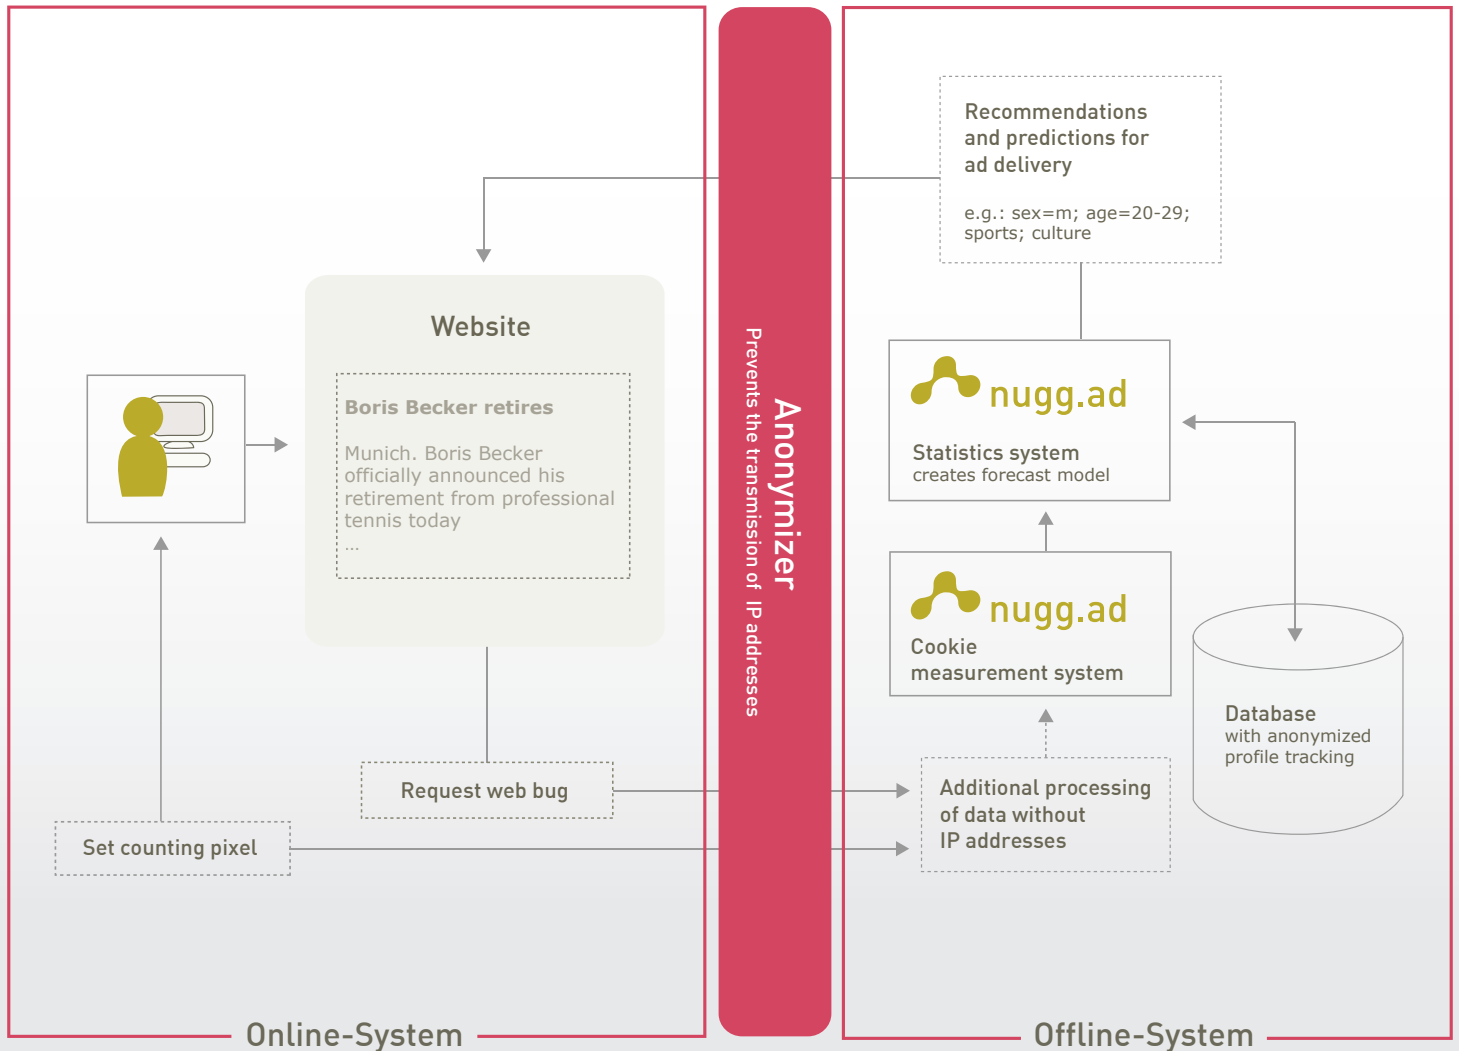 Website
Boris Becker retires
Munich. Boris Becker
officially announced his
retirement from professional
tennis today
...
Request web bug
Set counting pixel
Online-System
Anonymizer
Prevents the transmission of IP addresses
Recommendations
and predictions for
ad delivery
e.g.: sex=m; age=20-29;
sports; culture
nugg.ad
Statistics system
creates forecast model
nugg.ad
Cookie
measurement system
Database
with anonymized
profile tracking
Additional processing
of data without
IP addresses
Offline-System